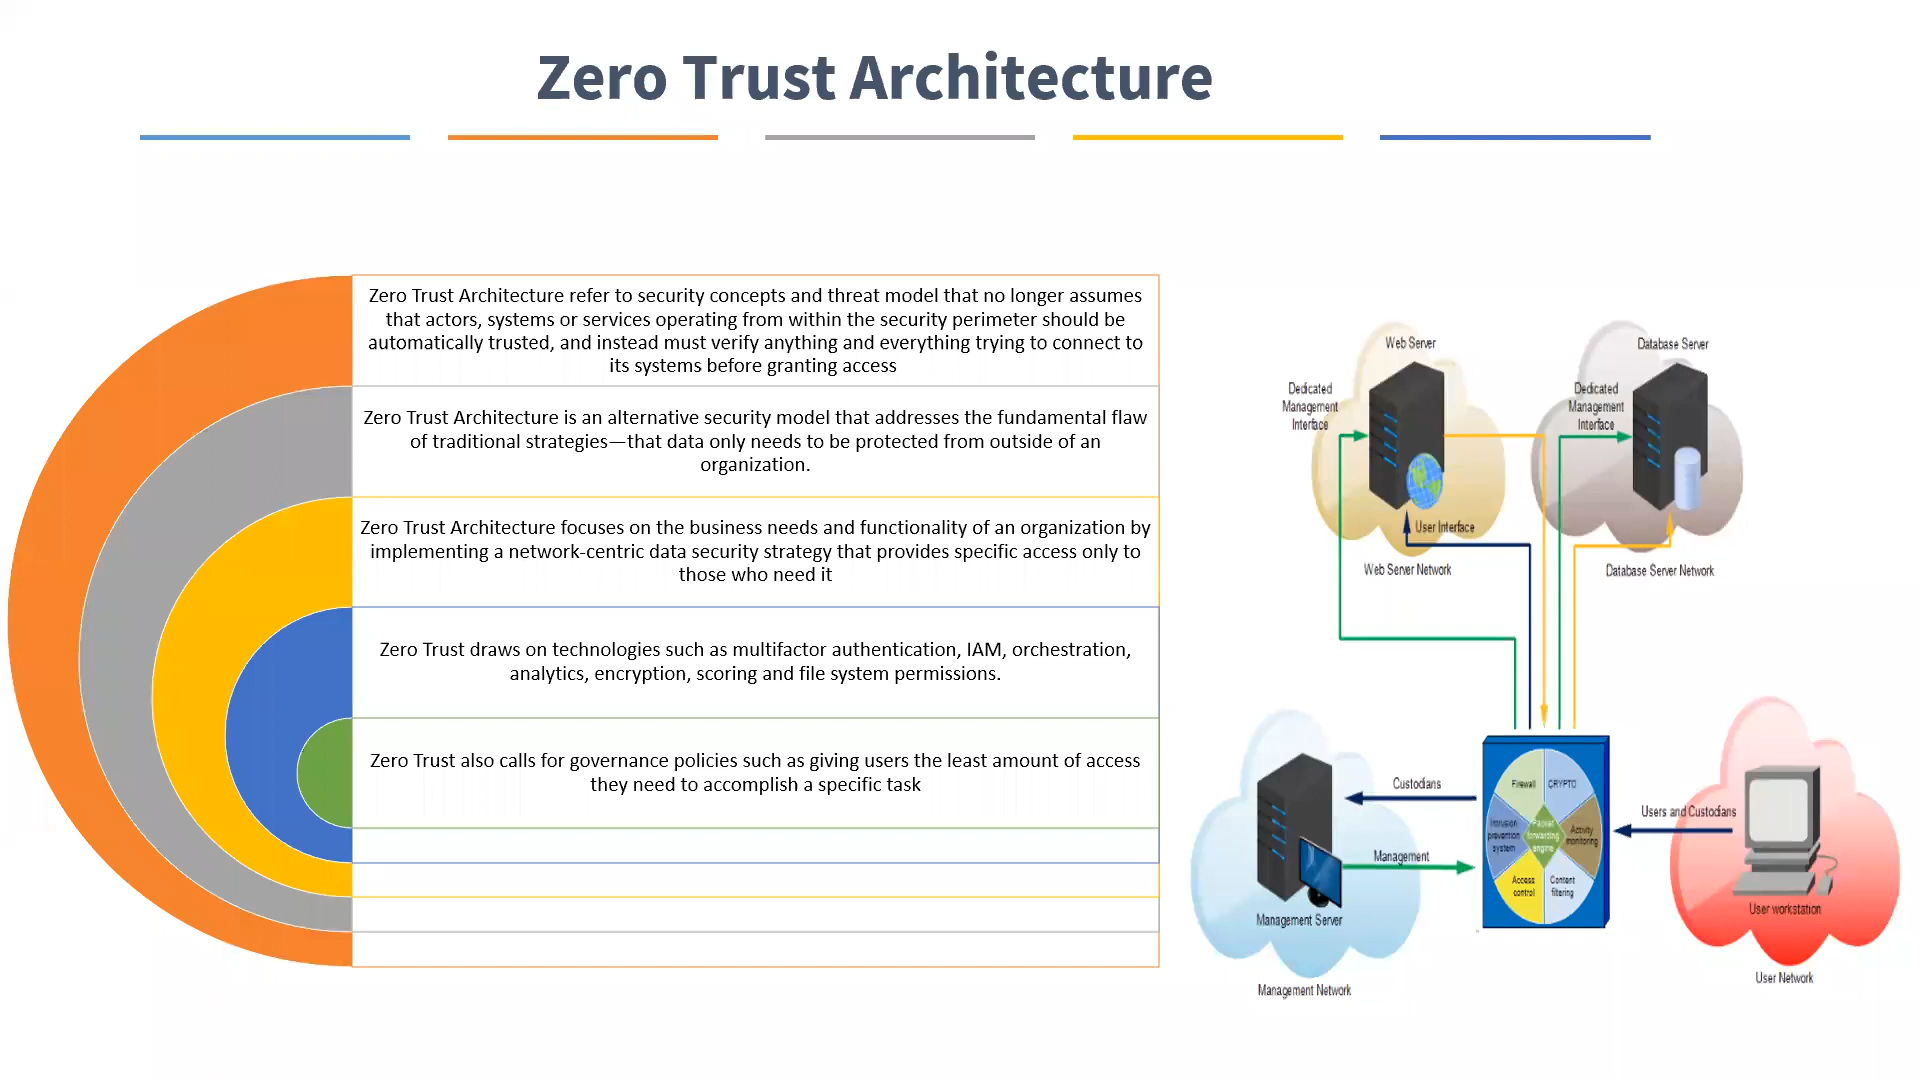 Zero Trust Architecture
Zero Trust Architecture refer to security concepts and threat model that no longer assumes
that actors, systems or services operating from within the security perimeter should be
automatically trusted, and instead must verify anything and everything trying to connect to
its systems before granting access
Zero Trust Architecture is an alternative security model that addresses the fundamental flaw
of traditional strategies—that data only needs to be protected from outside of an
organization.
Zero Trust Architecture focuses on the business needs and functionality of an organization by
implementing a network-centric data security strategy that provides specific access only to
those who need it
Zero Trust draws on technologies such as multifactor authentication, IAM, orchestration,
analytics, encryption, scoring and file system permissions.
Zero Trust also calls for governance policies such as giving users the least amount of access
they need to accomplish a specific task
Web Server
Dedicated
Management
Interface
User Interface
Web Server Network
Database Server
Dedicated
Management
Interface
Database Server Network
Custodians
Management
Management Server
Management Network
Firewall
CRYPTO
Intrusion
prevention
system
Packet
forwarding
engine
Activity
monitoring
Access
control
Content
filtering
Users and Custodians
User workstation
User Network